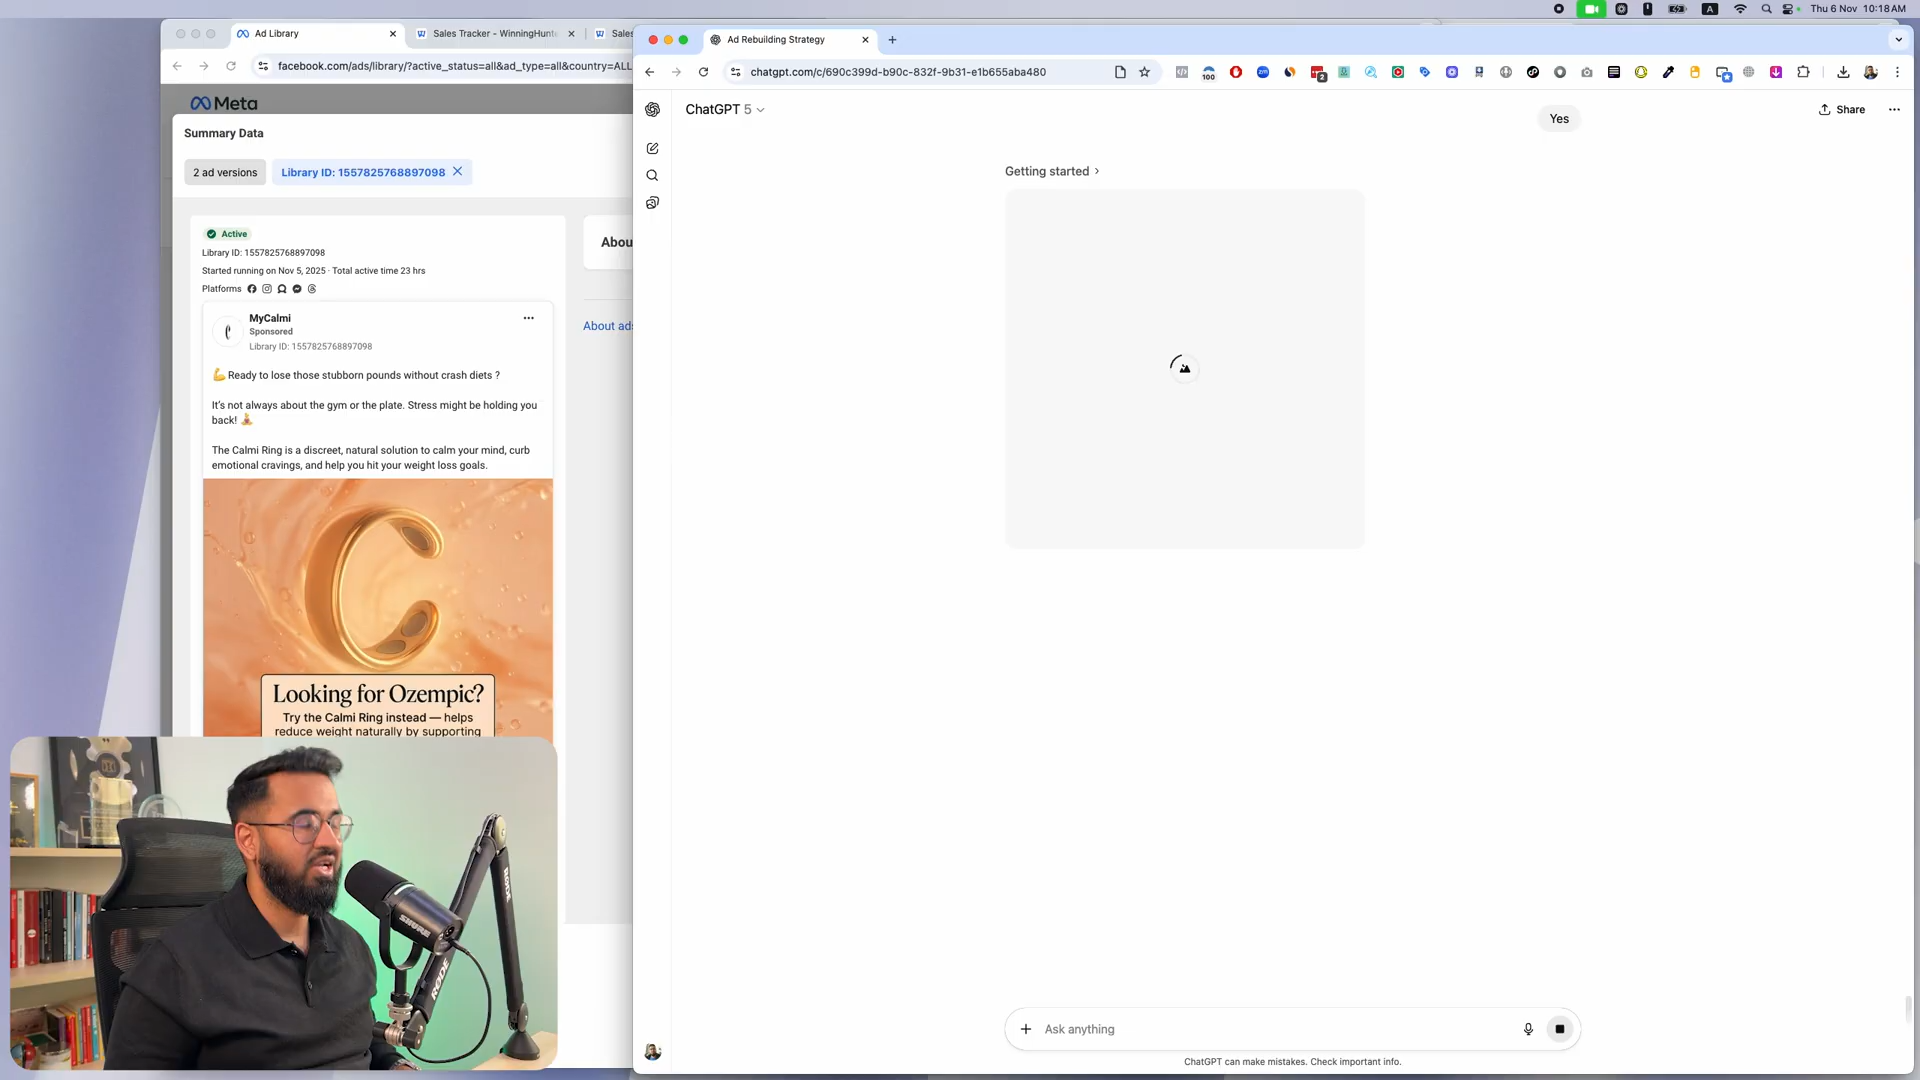 Thu 6 Nov 10:18 AM
Ad Library
Sales Tracker - WinningHunte
Sales
facebook.com/ads/library/?active_status=all&ad_type=all&country=ALL
Meta
Summary Data
2 ad versions
Library ID: 1557825768897098
Active
Library ID: 1557825768897098
Started running on Nov 5, 2025 · Total active time 23 hrs
Platforms
MyCalmi
Sponsored
Library ID: 1557825768897098
💪Ready to lose those stubborn pounds without crash diets ?
It's not always about the gym or the plate. Stress might be holding you
back! 🧘
The Calmi Ring is a discreet, natural solution to calm your mind, curb
emotional cravings, and help you hit your weight loss goals.
Looking for Ozempic?
Try the Calmi Ring instead — helps
reduce weight naturally by supporting
Abou
About ads
Ad Rebuilding Strategy
chatgpt.com/c/690c399d-b90c-832f-9b31-e1b655aba480
100
2
ChatGPT 5
Share
Yes
Getting started
Ask anything
ChatGPT can make mistakes. Check important info.
SHURE
RODE
RODE